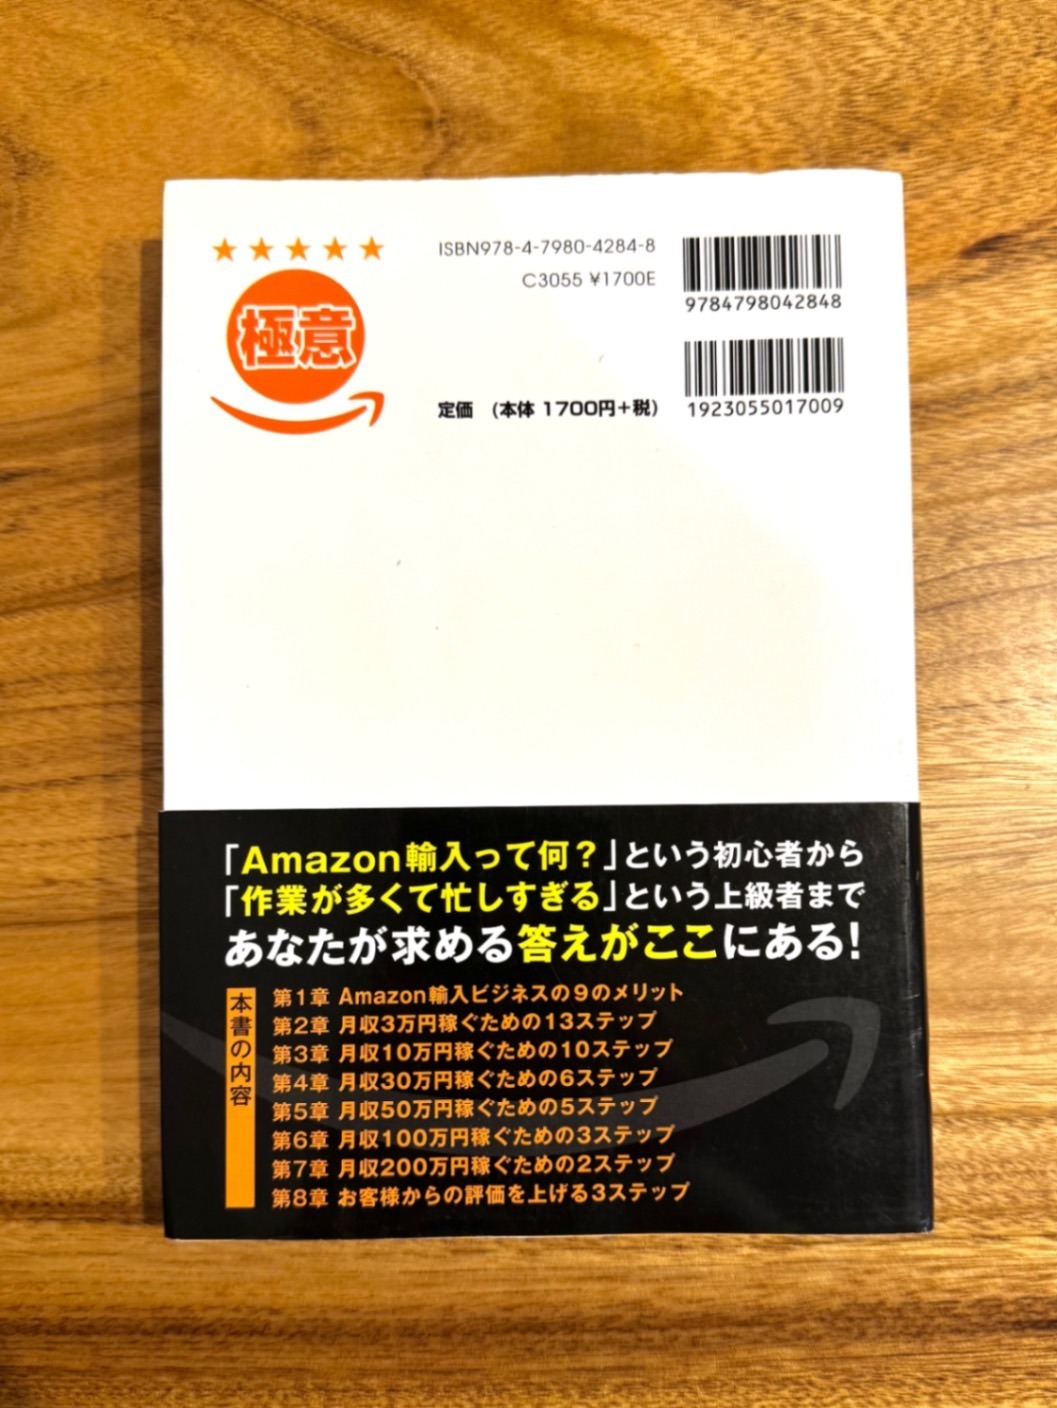 極意
ISBN978-4-7980-4284-8
C3055 ¥1700E
定価 (本体 1700円+税)
9784798042848
1923055017009
「Amazon輸入って何？」という初心者から
「作業が多くて忙しすぎる」という上級者まで
あなたが求める答えがここにある！
本書の内容
第1章 Amazon輸入ビジネスの9のメリット
第2章 月収3万円稼ぐための13ステップ
第3章 月収10万円稼ぐための10ステップ
第4章 月収30万円稼ぐための6ステップ
第5章 月収50万円稼ぐための5ステップ
第6章 月収100万円稼ぐための3ステップ
第7章 月収200万円稼ぐための2ステップ
第8章 お客様からの評価を上げる3ステップ